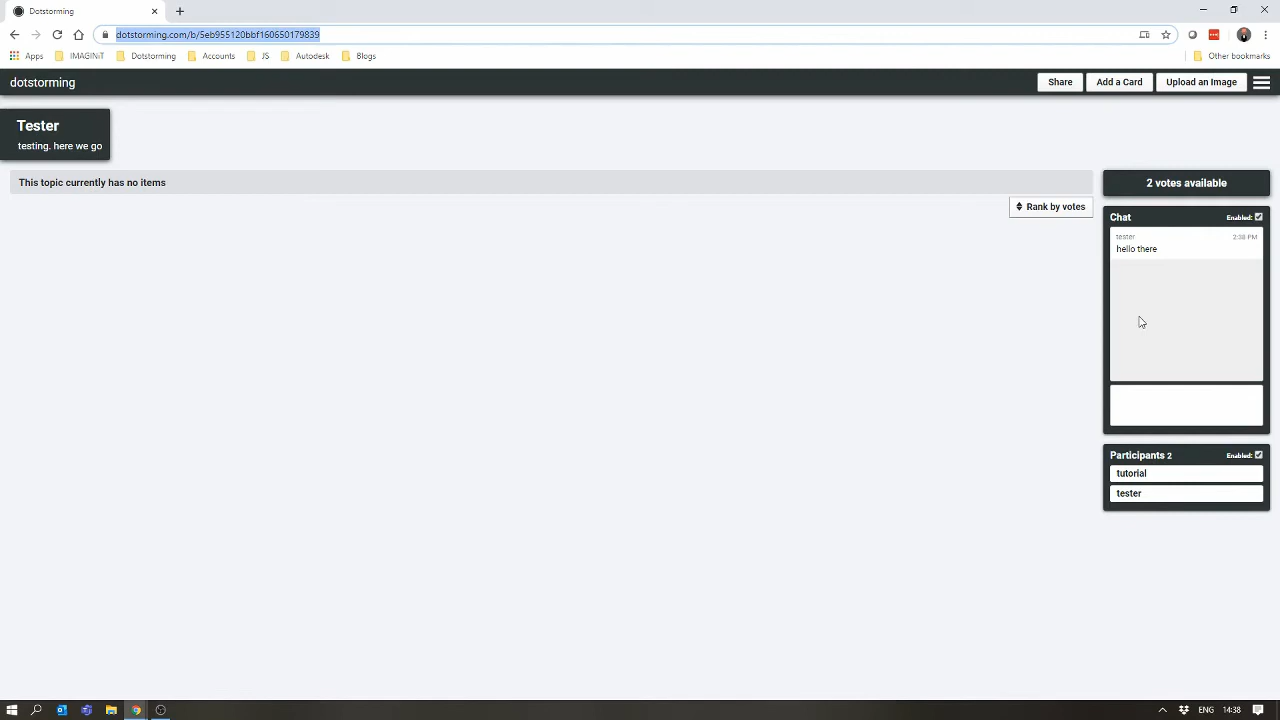 Dotstorming
dotstorming.com/b/5eb955120bbf160650179839
Apps IMAGINiT Dotstorming Accounts JS Autodesk Blogs Other bookmarks
dotstorming Share Add a Card Upload an Image
Tester
testing. here we go
This topic currently has no items
Rank by votes
2 votes available
Chat Enabled:
tester 2:38 PM
hello there
Participants 2 Enabled:
tutorial
tester
ENG 14:38